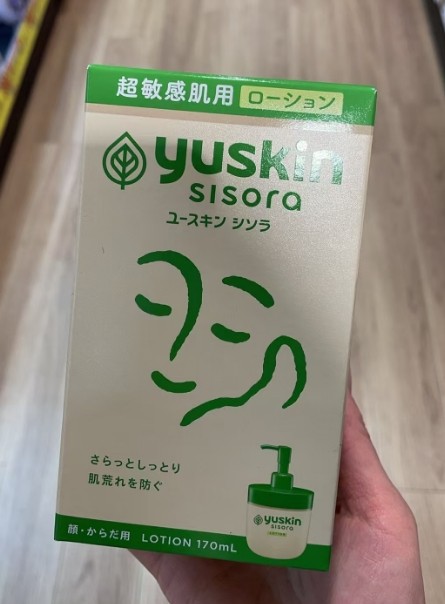 超敏感肌用 ローション
yuskin
sisora
ユースキン シソラ
さらっとしっとり
肌荒れを防ぐ
yuskin
sisora
顔・からだ用 LOTION 170mL